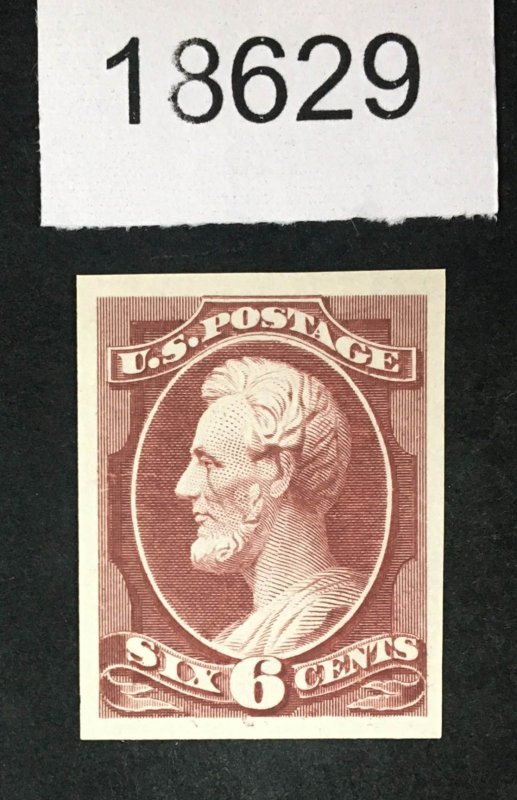 18629
U.S. POSTAGE
SIX 6 CENTS